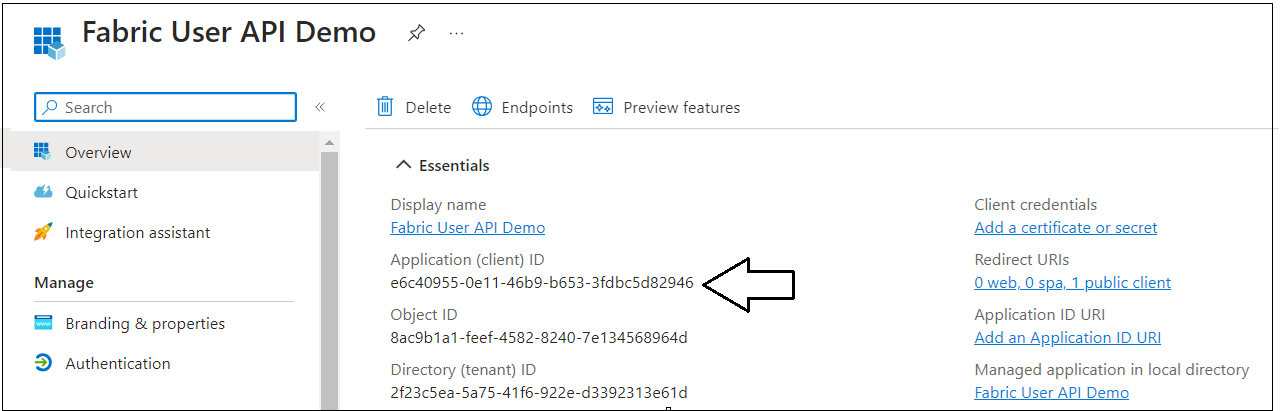 Fabric User API Demo
...
Search
«
Overview
Quickstart
Integration assistant
Manage
Branding & properties
Authentication
Delete
Endpoints
Preview features
Essentials
Display name
Fabric User API Demo
Application (client) ID
e6c40955-0e11-46b9-b653-3fdbc5d82946
Object ID
8ac9b1a1-feef-4582-8240-7e134568964d
Directory (tenant) ID
2f23c5ea-5a75-41f6-922e-d3392313e61d
Client credentials
Add a certificate or secret
Redirect URIs
0 web, 0 spa, 1 public client
Application ID URI
Add an Application ID URI
Managed application in local directory
Fabric User API Demo